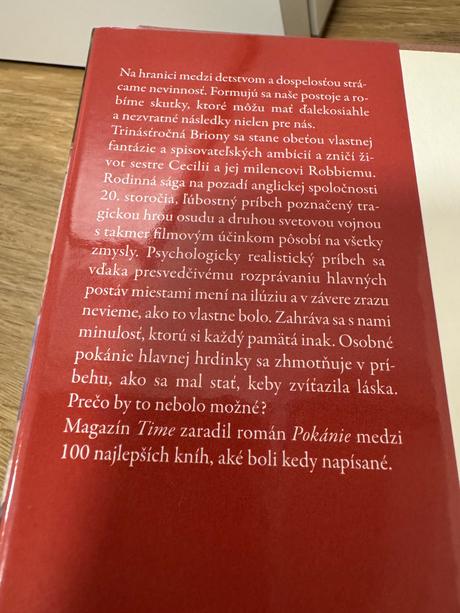 Na hranici medzi detstvom a dospelosťou strá-
came nevinnosť. Formujú sa naše postoje a ro-
bíme skutky, ktoré môžu mať ďalekosiahle
a nezvratné následky nielen pre nás.
Trinásťročná Briony sa stane obeťou vlastnej
fantázie a spisovateľských ambícií a zničí ži-
vot sestre Cecilii a jej milencovi Robbiemu.
Rodinná sága na pozadí anglickej spoločnosti
20. storočia, ľúbostný príbeh poznačený tra-
gickou hrou osudu a druhou svetovou vojnou
s takmer filmovým účinkom pôsobí na všetky
zmysly. Psychologicky realistický príbeh sa
vďaka presvedčivému rozprávaniu hlavných
postáv miestami mení na ilúziu a v závere zrazu
nevieme, ako to vlastne bolo. Zahráva sa s nami
minulosť, ktorú si každý pamätá inak. Osobné
pokánie hlavnej hrdinky sa zhmotňuje v prí-
behu, ako sa mal stať, keby zvíťazila láska.
Prečo by to nebolo možné?
Magazín Time zaradil román Pokánie medzi
100 najlepších kníh, aké boli kedy napísané.